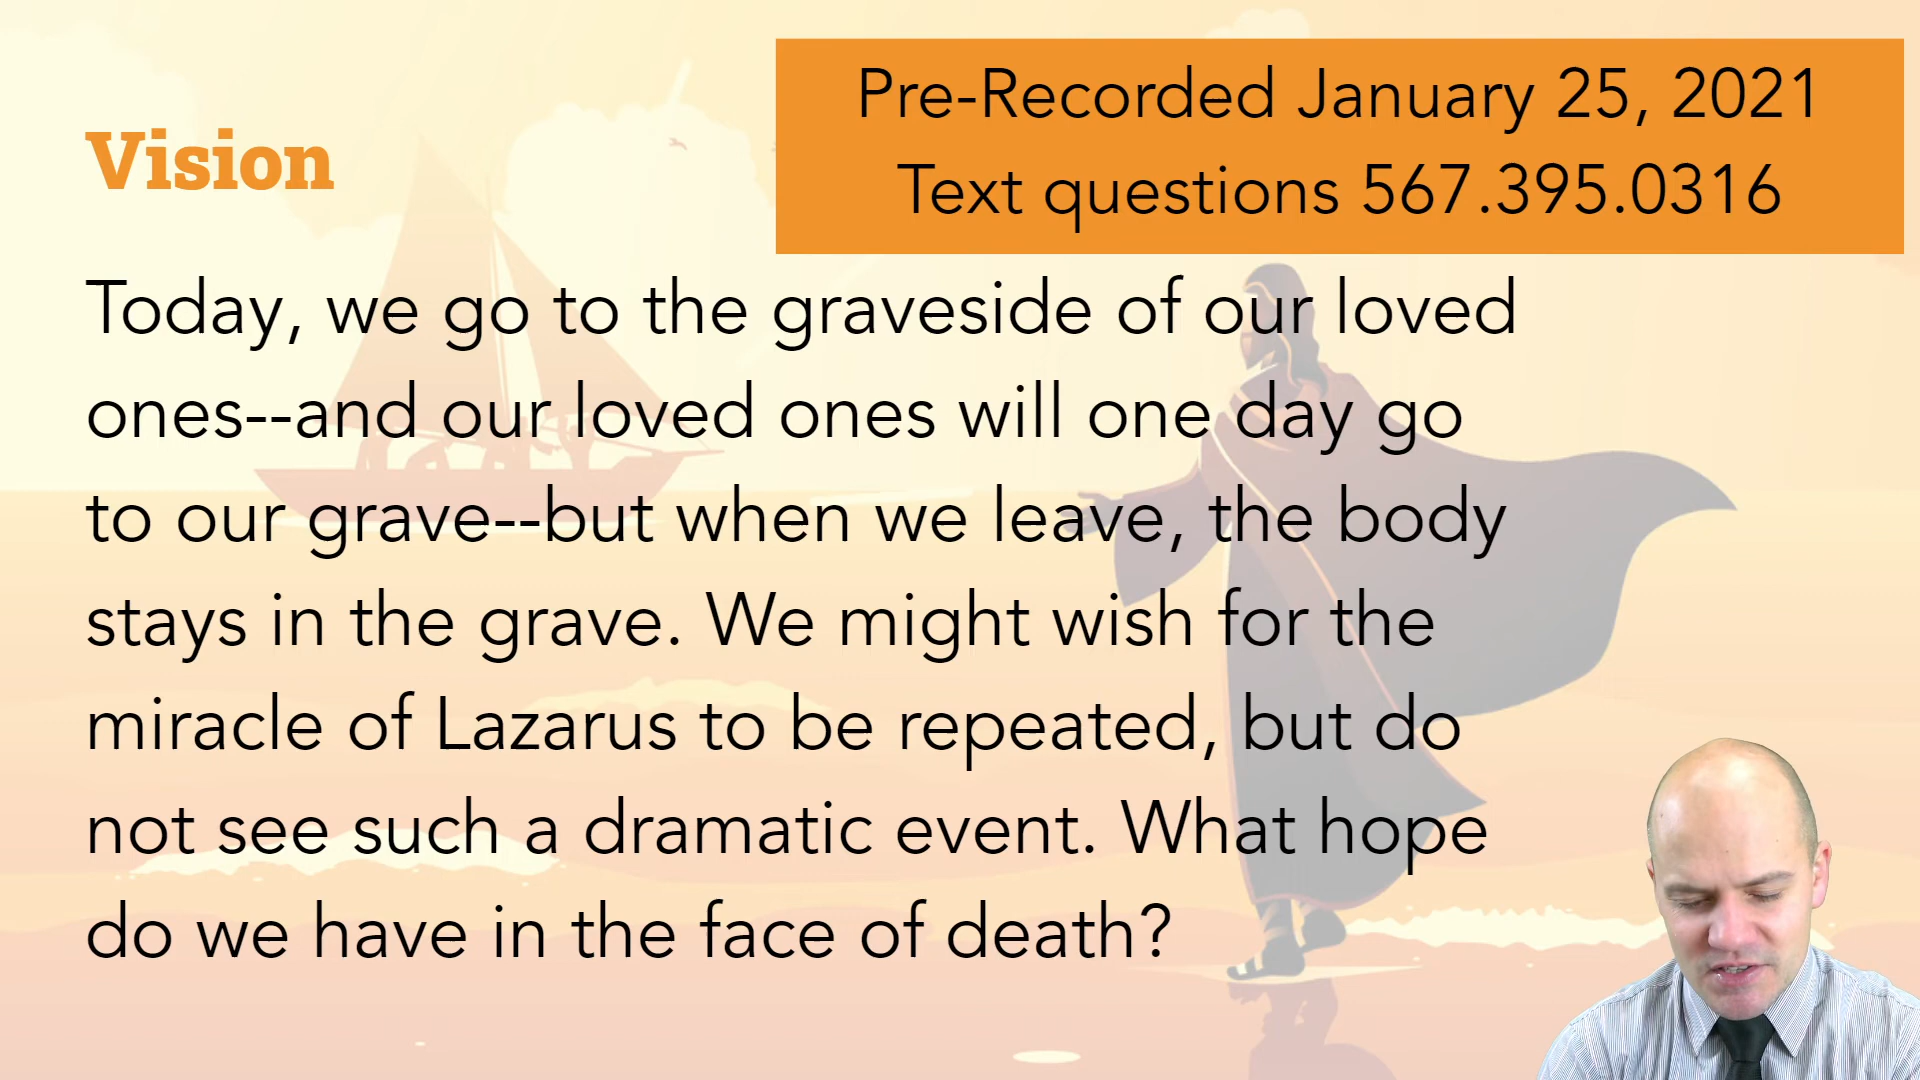 Pre-Recorded January 25, 2021
Text questions 567.395.0316
Vision
Today, we go to the graveside of our loved
ones--and our loved ones will one day go
to our grave--but when we leave, the body
stays in the grave. We might wish for the
miracle of Lazarus to be repeated, but do
not see such a dramatic event. What hope
do we have in the face of death?